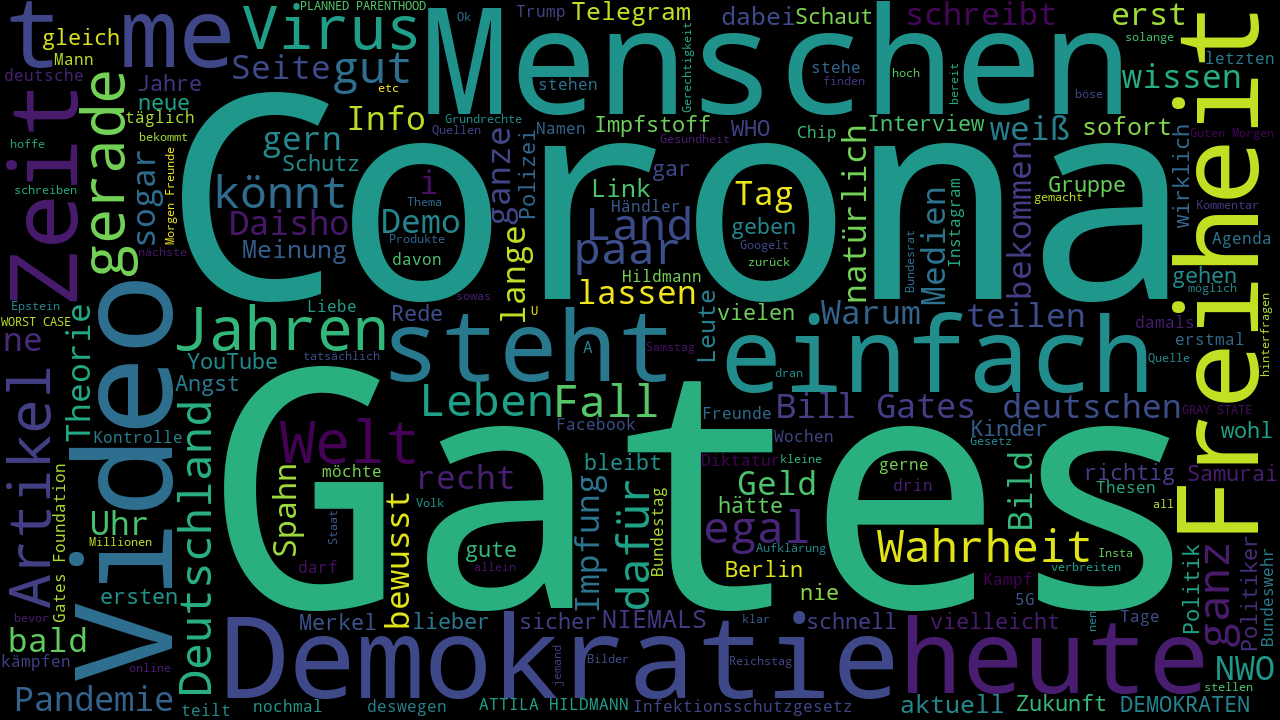 PLANNED PARENTHOOD
Ok
Trump
Telegram
dabei
Schaut
schreibt
erst
t
me
gleich
Mann
Virus
Seite
gut
Menschen
solange
letzten
deutsche
Jahre
neue
täglich
bekommt
etc
stehen
Gerechtigkeit
stehe
finden
hoch
bereit
wissen
böse
Freiheit
Zeit
gerade
hoffe
schreiben
sogar
Morgen Freunde
nächste
gern
Schutz
Info
Grundrechte
Quellen
Namen
Impfstoff
Gesundheit
WHO
Chip
Interview
weiß
sofort
Guten Morgen
Corona
könnt
Daisho
Meinung
i
Thema
Demo
Produkte
davon
ganze
Polizei
Link
Händler
gar
Land
paar
Tag
geben
Googelt
zurück
natürlich
Medien
Instagram
Bundesrat
bekommen
Gruppe
gemacht
wirklich
Kommentar
Agenda
gehen
möglich
Hildmann
lassen
Epstein
WORST CASE
ne
Video
Theorie
Liebe
Jahren
tatsächlich
YouTube
Angst
Rede
sowas
lange
U
steht
A
Samstag
Leute
vielen
Warum
teilen
damals
erstmal
Quelle
hinterfragen
einfach
dran
Artikel
Kontrolle
Deutschland
Leben
Fall
Facebook
Freunde
Bill Gates
Wochen
deutschen
Kinder
Gesetz
GRAY STATE
wohl
Gates
Welt
Spahn
möchte
recht
Volk
Staat
bewusst
darf
gute
allein
bleibt
Impfung
dafür
Bundestag
Diktatur
kleine
Geld
hätte
egal
Aufklärung
Berlin
nie
gerne
drin
Bild
richtig
Samurai
Thesen
all
Wahrheit
Insta
verbreiten
Kampf
5G
nen
Tage
Politik
ganz
Politiker
Bundeswehr
Gates Foundation
Uhr
Millionen
ersten
bevor
bald
kämpfen
online
Pandemie
teilt
Merkel
lieber
sicher
NIEMALS
klar
schnell
vielleicht
Demokratie
heute
jemand
Bilder
Reichstag
NWO
stellen
nochmal
deswegen
ATTILA HILDMANN
Infektionsschutzgesetz
aktuell
Zukunft
DEMOKRATEN